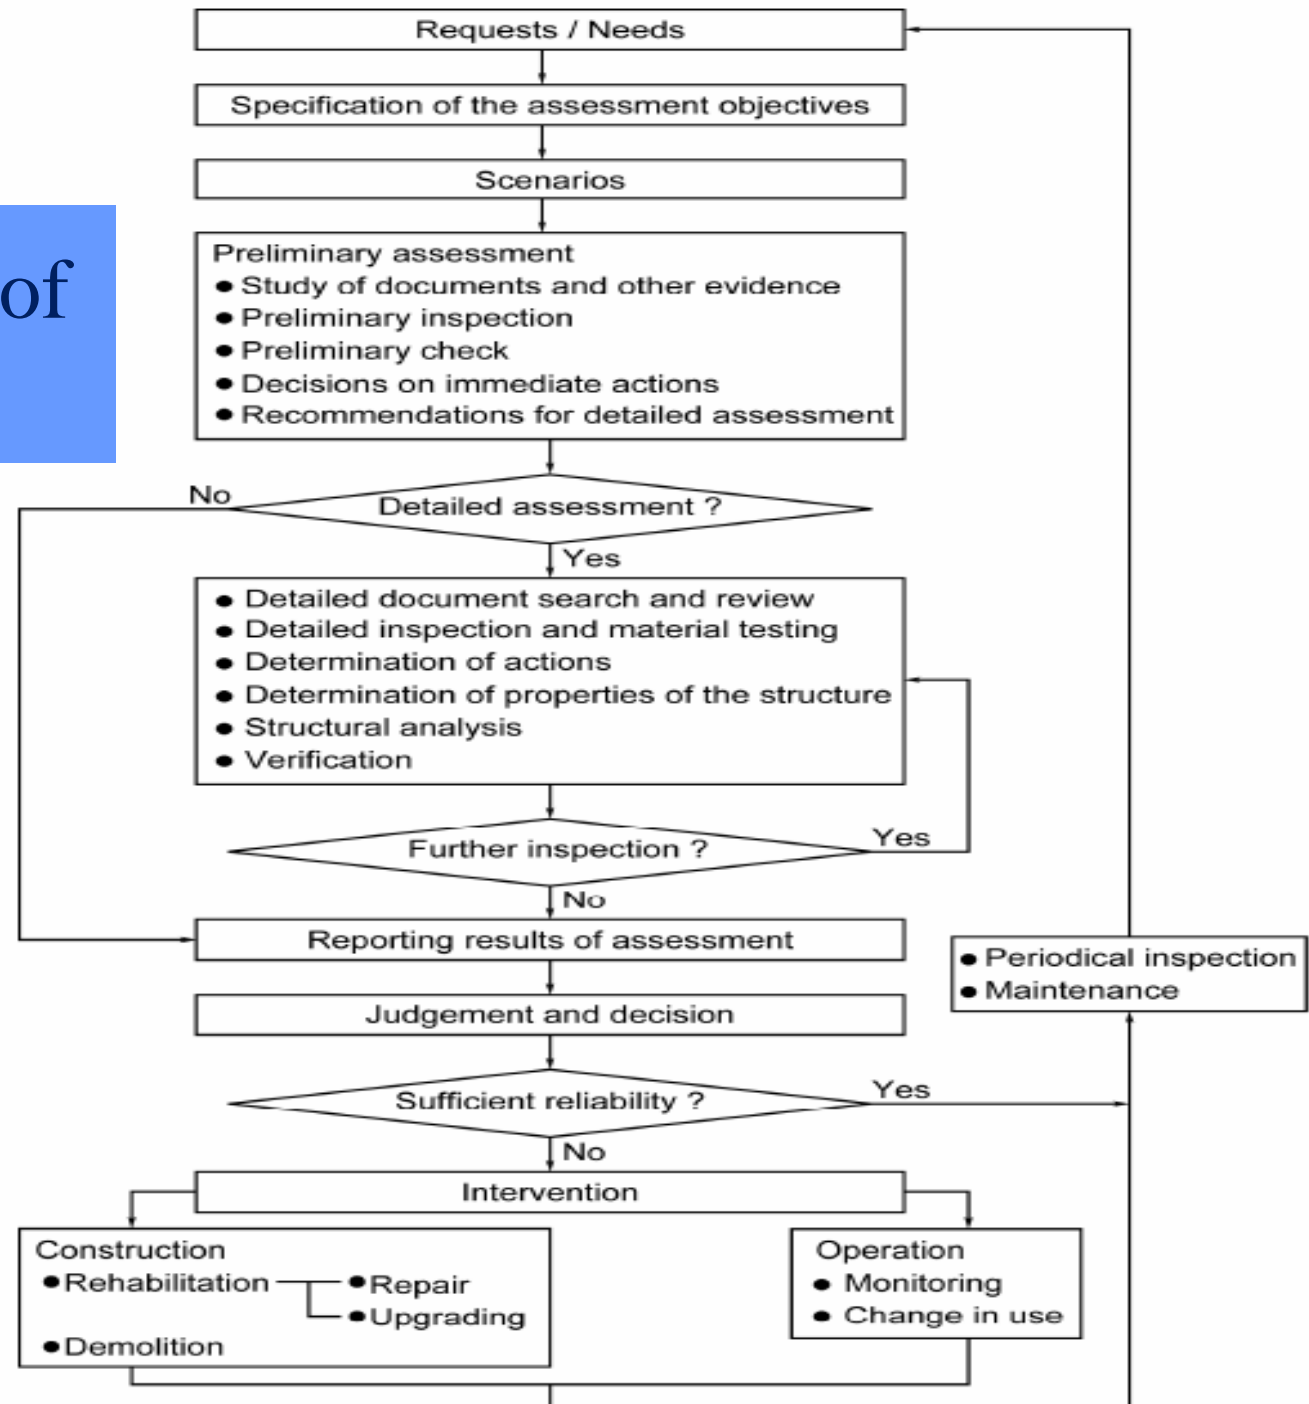 Requests / Needs
Specification of the assessment objectives
Scenarios
of
Preliminary assessment
● Study of documents and other evidence
● Preliminary inspection
● Preliminary check
● Decisions on immediate actions
● Recommendations for detailed assessment
No
Detailed assessment ?
Yes
● Detailed document search and review
● Detailed inspection and material testing
● Determination of actions
● Determination of properties of the structure
● Structural analysis
● Verification
Further inspection ?
Yes
No
Reporting results of assessment
● Periodical inspection
● Maintenance
Judgement and decision
Sufficient reliability ?
Yes
No
Intervention
Construction
● Rehabilitation
● Repair
● Upgrading
● Demolition
Operation
● Monitoring
● Change in use